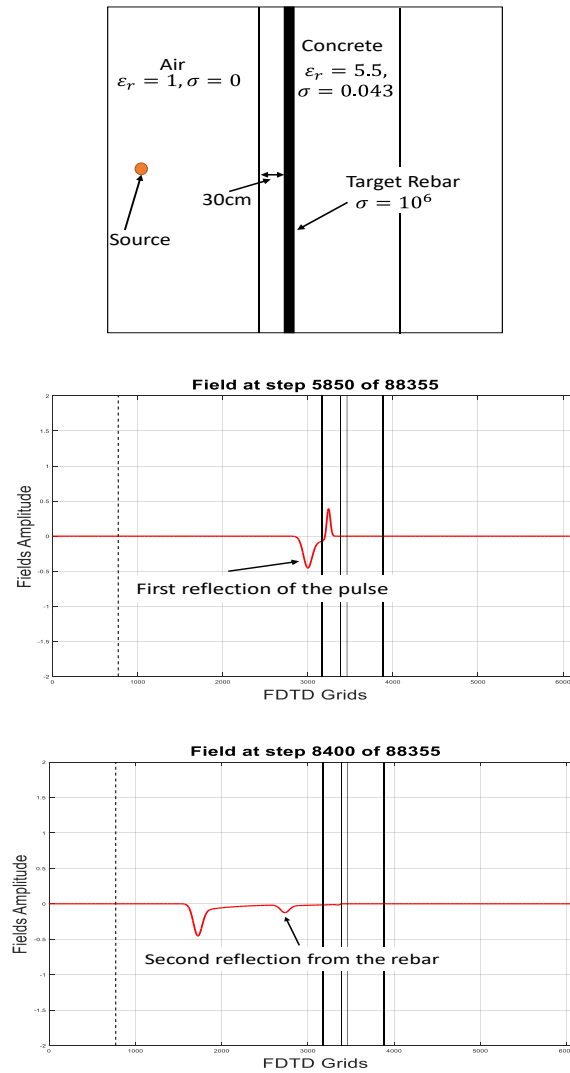 Air
εᵣ = 1, σ = 0
Concrete
εᵣ = 5.5,
σ = 0.043
30cm
Target Rebar
σ = 10⁶
Source
Field at step 5850 of 88355
2
1.5
1
0.5
0
-0.5
-1
-1.5
-2
Fields Amplitude
First reflection of the pulse
0 1000 2000 3000 4000 5000 6000
FDTD Grids
Field at step 8400 of 88355
2
1.5
1
0.5
0
-0.5
-1
-1.5
-2
Fields Amplitude
Second reflection from the rebar
0 1000 2000 3000 4000 5000 6000
FDTD Grids